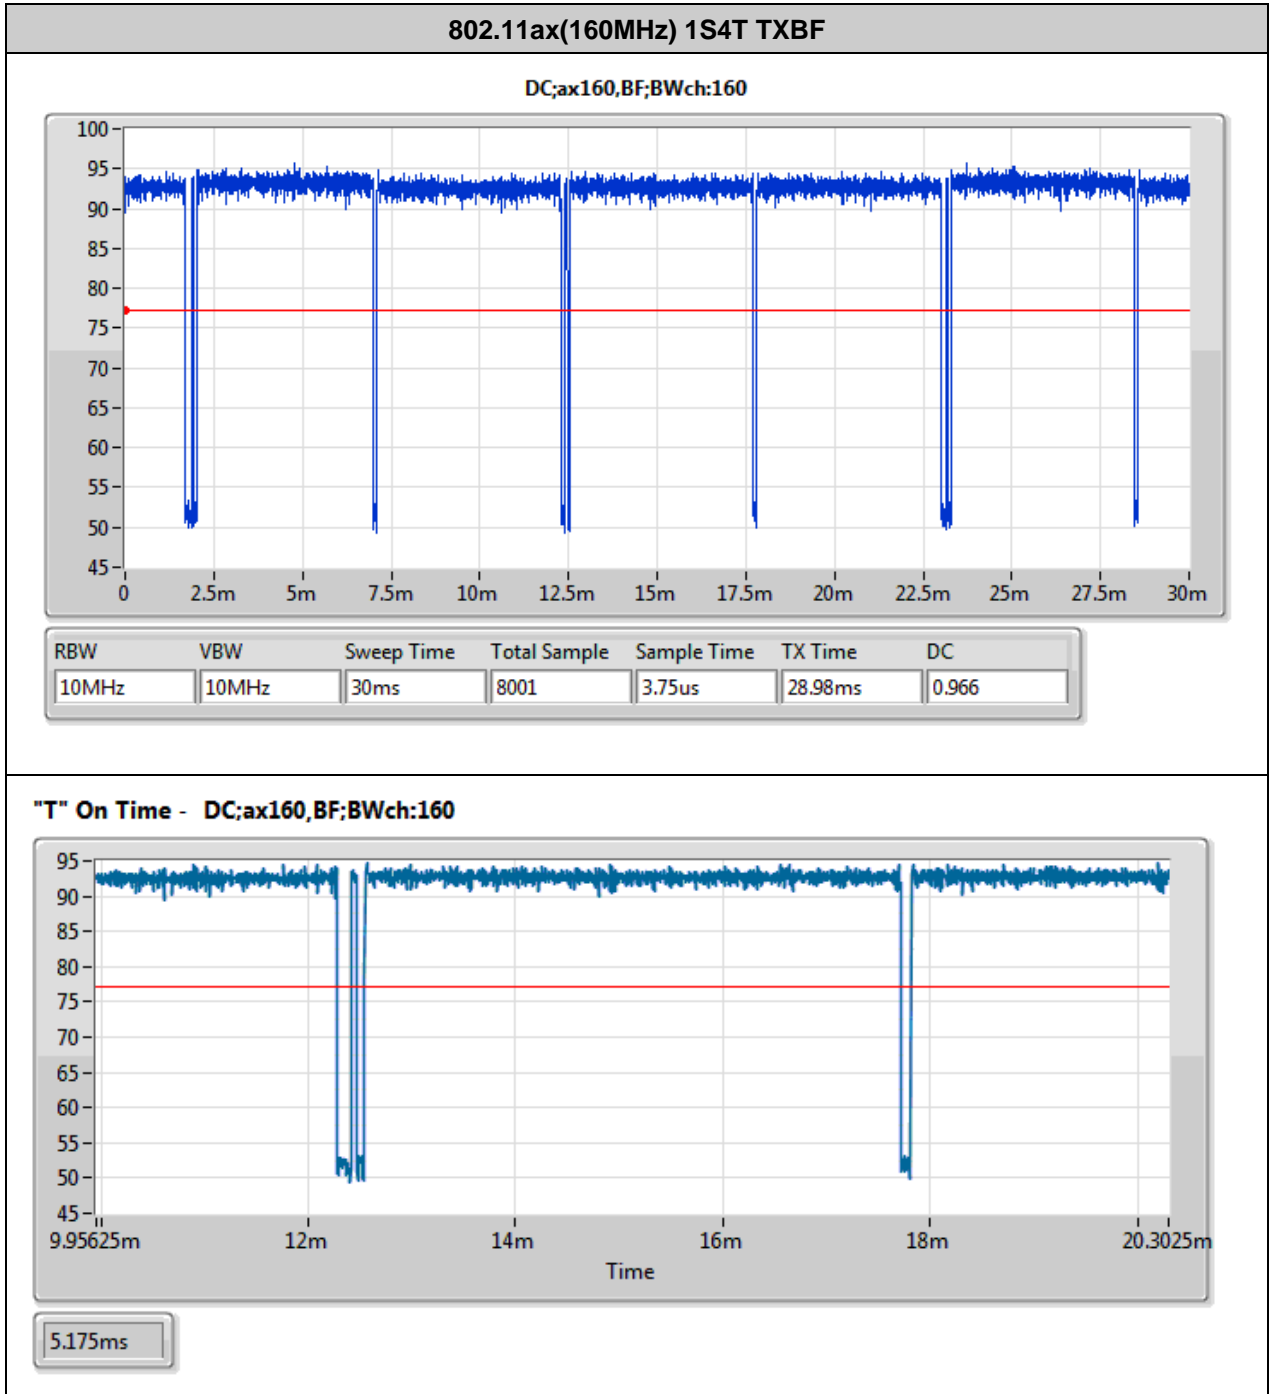 802.11ax(160MHz) 1S4T TXBF
DC;ax160,BF;BWch:160
100
95
90
85
80
75
70
65
60
55
50
45
0 2.5m 5m 7.5m 10m 12.5m 15m 17.5m 20m 22.5m 25m 27.5m 30m
RBW VBW Sweep Time Total Sample Sample Time TX Time DC
10MHz 10MHz 30ms 8001 3.75us 28.98ms 0.966
"T" On Time - DC;ax160,BF;BWch:160
95
90
85
80
75
70
65
60
55
50
45
9.95625m 12m 14m 16m 18m 20.3025m
Time
5.175ms